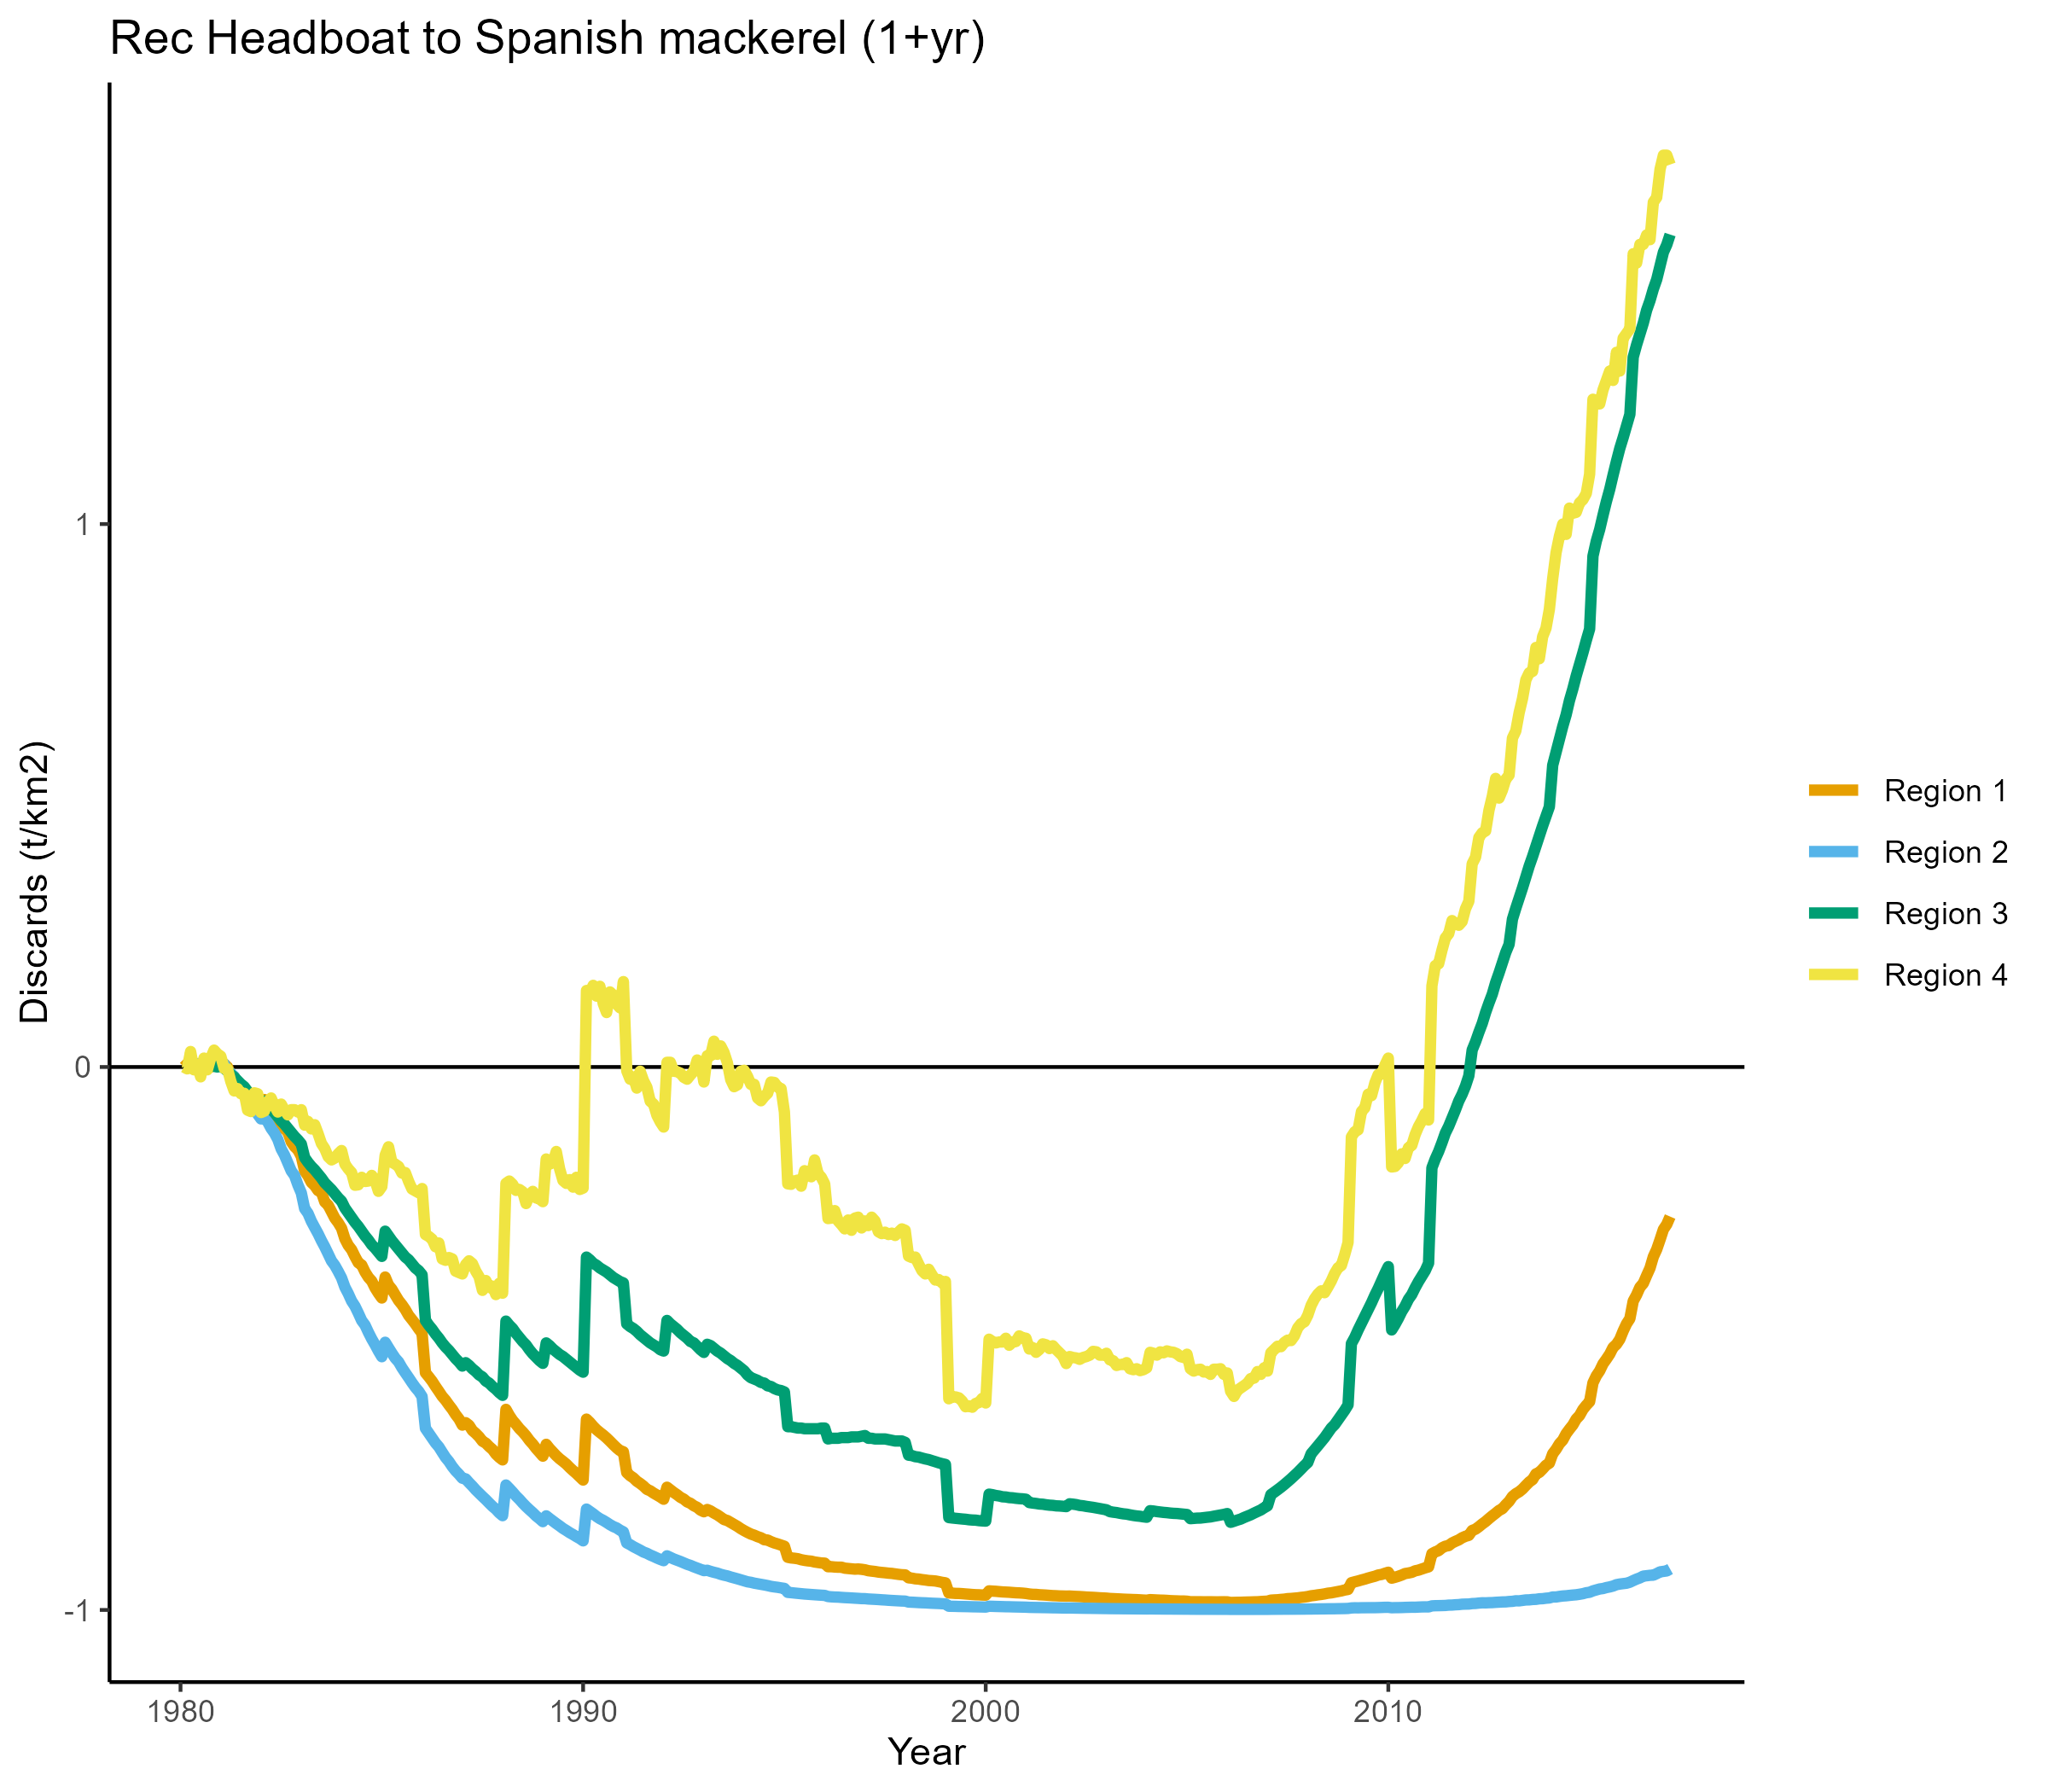 Rec Headboat to Spanish mackerel (1+yr)
Discards (t/km2)
1
0
-1
1980
1990
2000
2010
Year
Region 1
Region 2
Region 3
Region 4